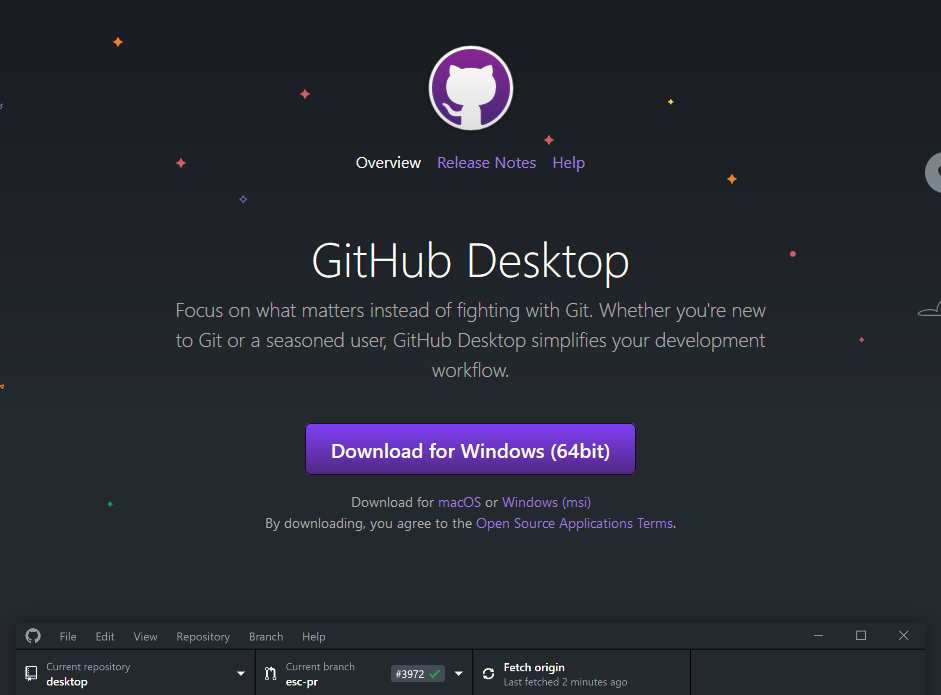 Overview Release Notes Help
GitHub Desktop
Focus on what matters instead of fighting with Git. Whether you're new
to Git or a seasoned user, GitHub Desktop simplifies your development
workflow.
Download for Windows (64bit)
Download for macOS or Windows (msi)
By downloading, you agree to the Open Source Applications Terms.
File Edit View Repository Branch Help
Current repository
desktop
Current branch
esc-pr
#3972
Fetch origin
Last fetched 2 minutes ago